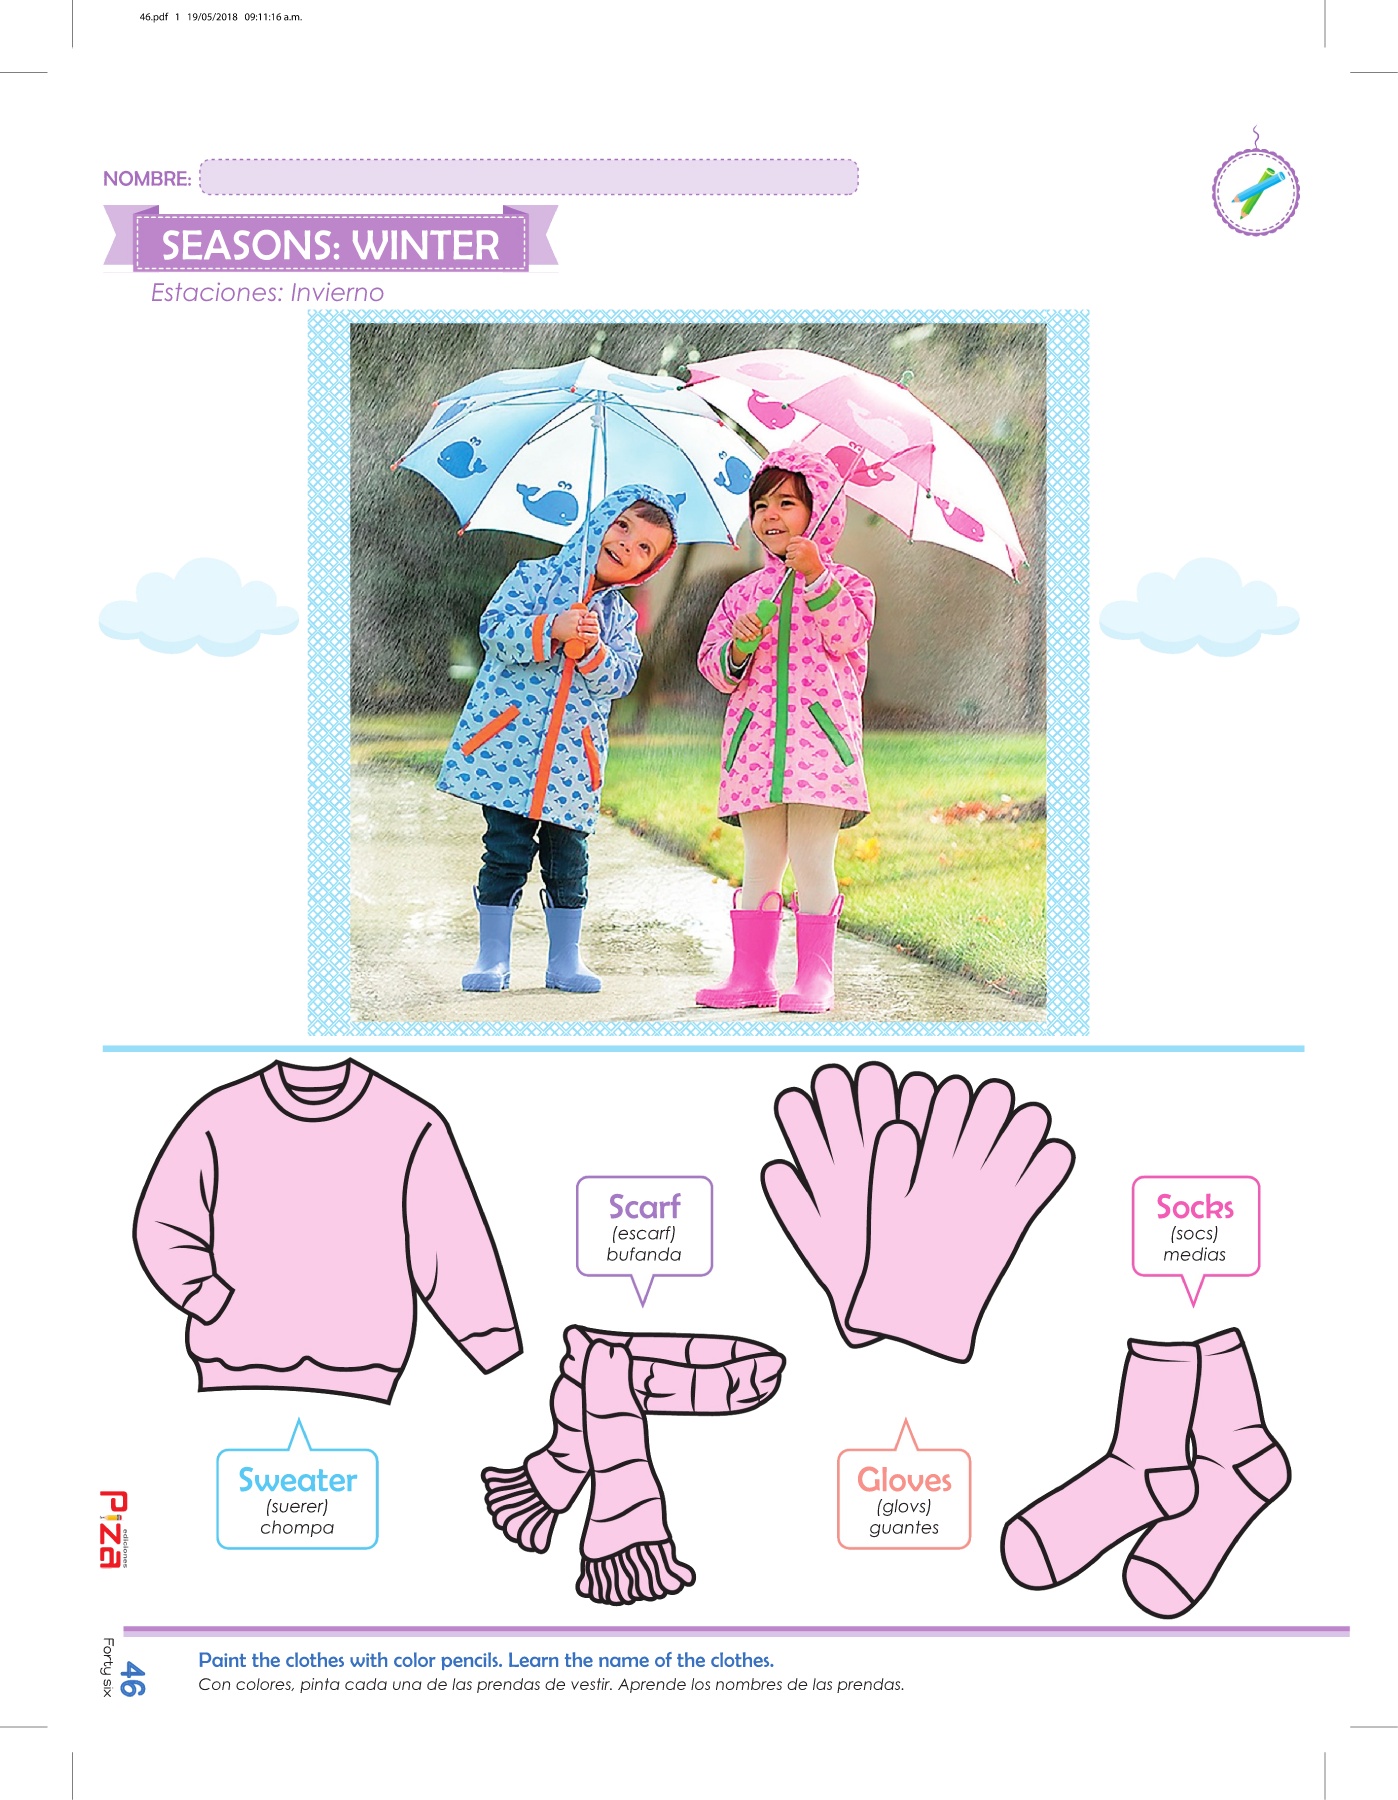 46.pdf 1 19/05/2018 09:11:16 a.m.
NOMBRE:
SEASONS: WINTER
Estaciones: Invierno
Scarf
(escarf)
bufanda
Socks
(socs)
medias
Sweater
(suerer)
chompa
Gloves
(glovs)
guantes
Piza
ediciones
Forty six
46
Paint the clothes with color pencils. Learn the name of the clothes.
Con colores, pinta cada una de las prendas de vestir. Aprende los nombres de las prendas.